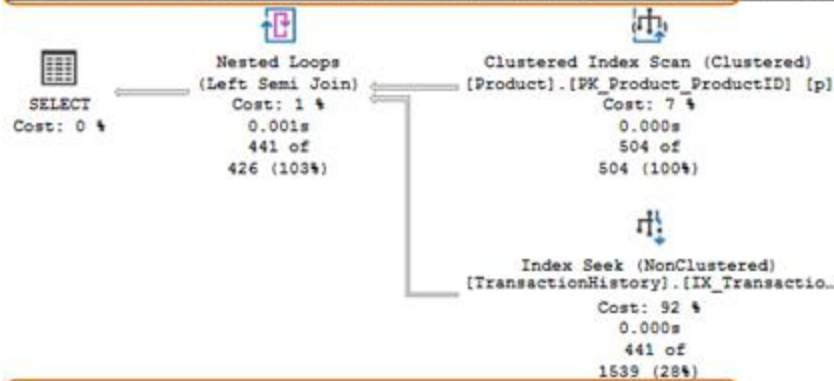 Nested Loops
(Left Semi Join)
Cost: 1 %
0.001s
441 of
426 (103%)
Clustered Index Scan (Clustered)
[Product].[PK_Product_ProductID] [p]
Cost: 7 %
0.000s
504 of
504 (100%)
SELECT
Cost: 0 %
Index Seek (NonClustered)
[TransactionHistory].[IX_Transactio…
Cost: 92 %
0.000s
441 of
1539 (28%)